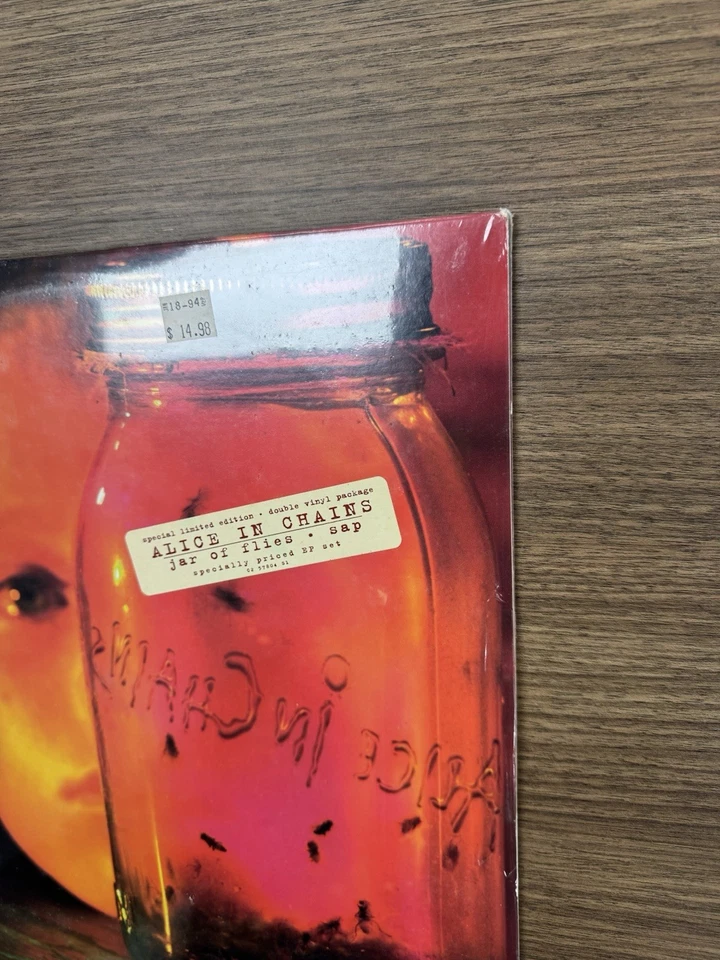 18-94
$ 14.98
special limited edition · double vinyl package
ALICE IN CHAINS
jar of flies · sap
specially priced EP set
ALICE In CHAINS